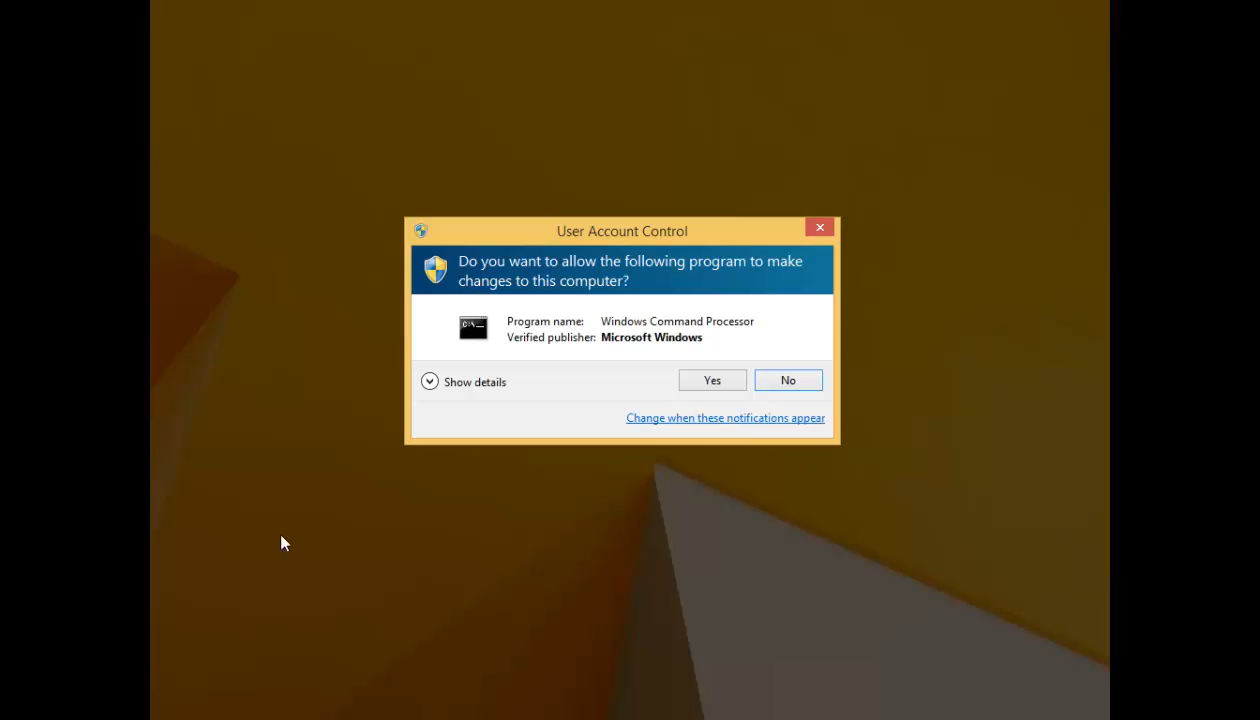 User Account Control
Do you want to allow the following program to make
changes to this computer?
C:\
Program name: Windows Command Processor
Verified publisher: Microsoft Windows
Show details
Yes
No
Change when these notifications appear